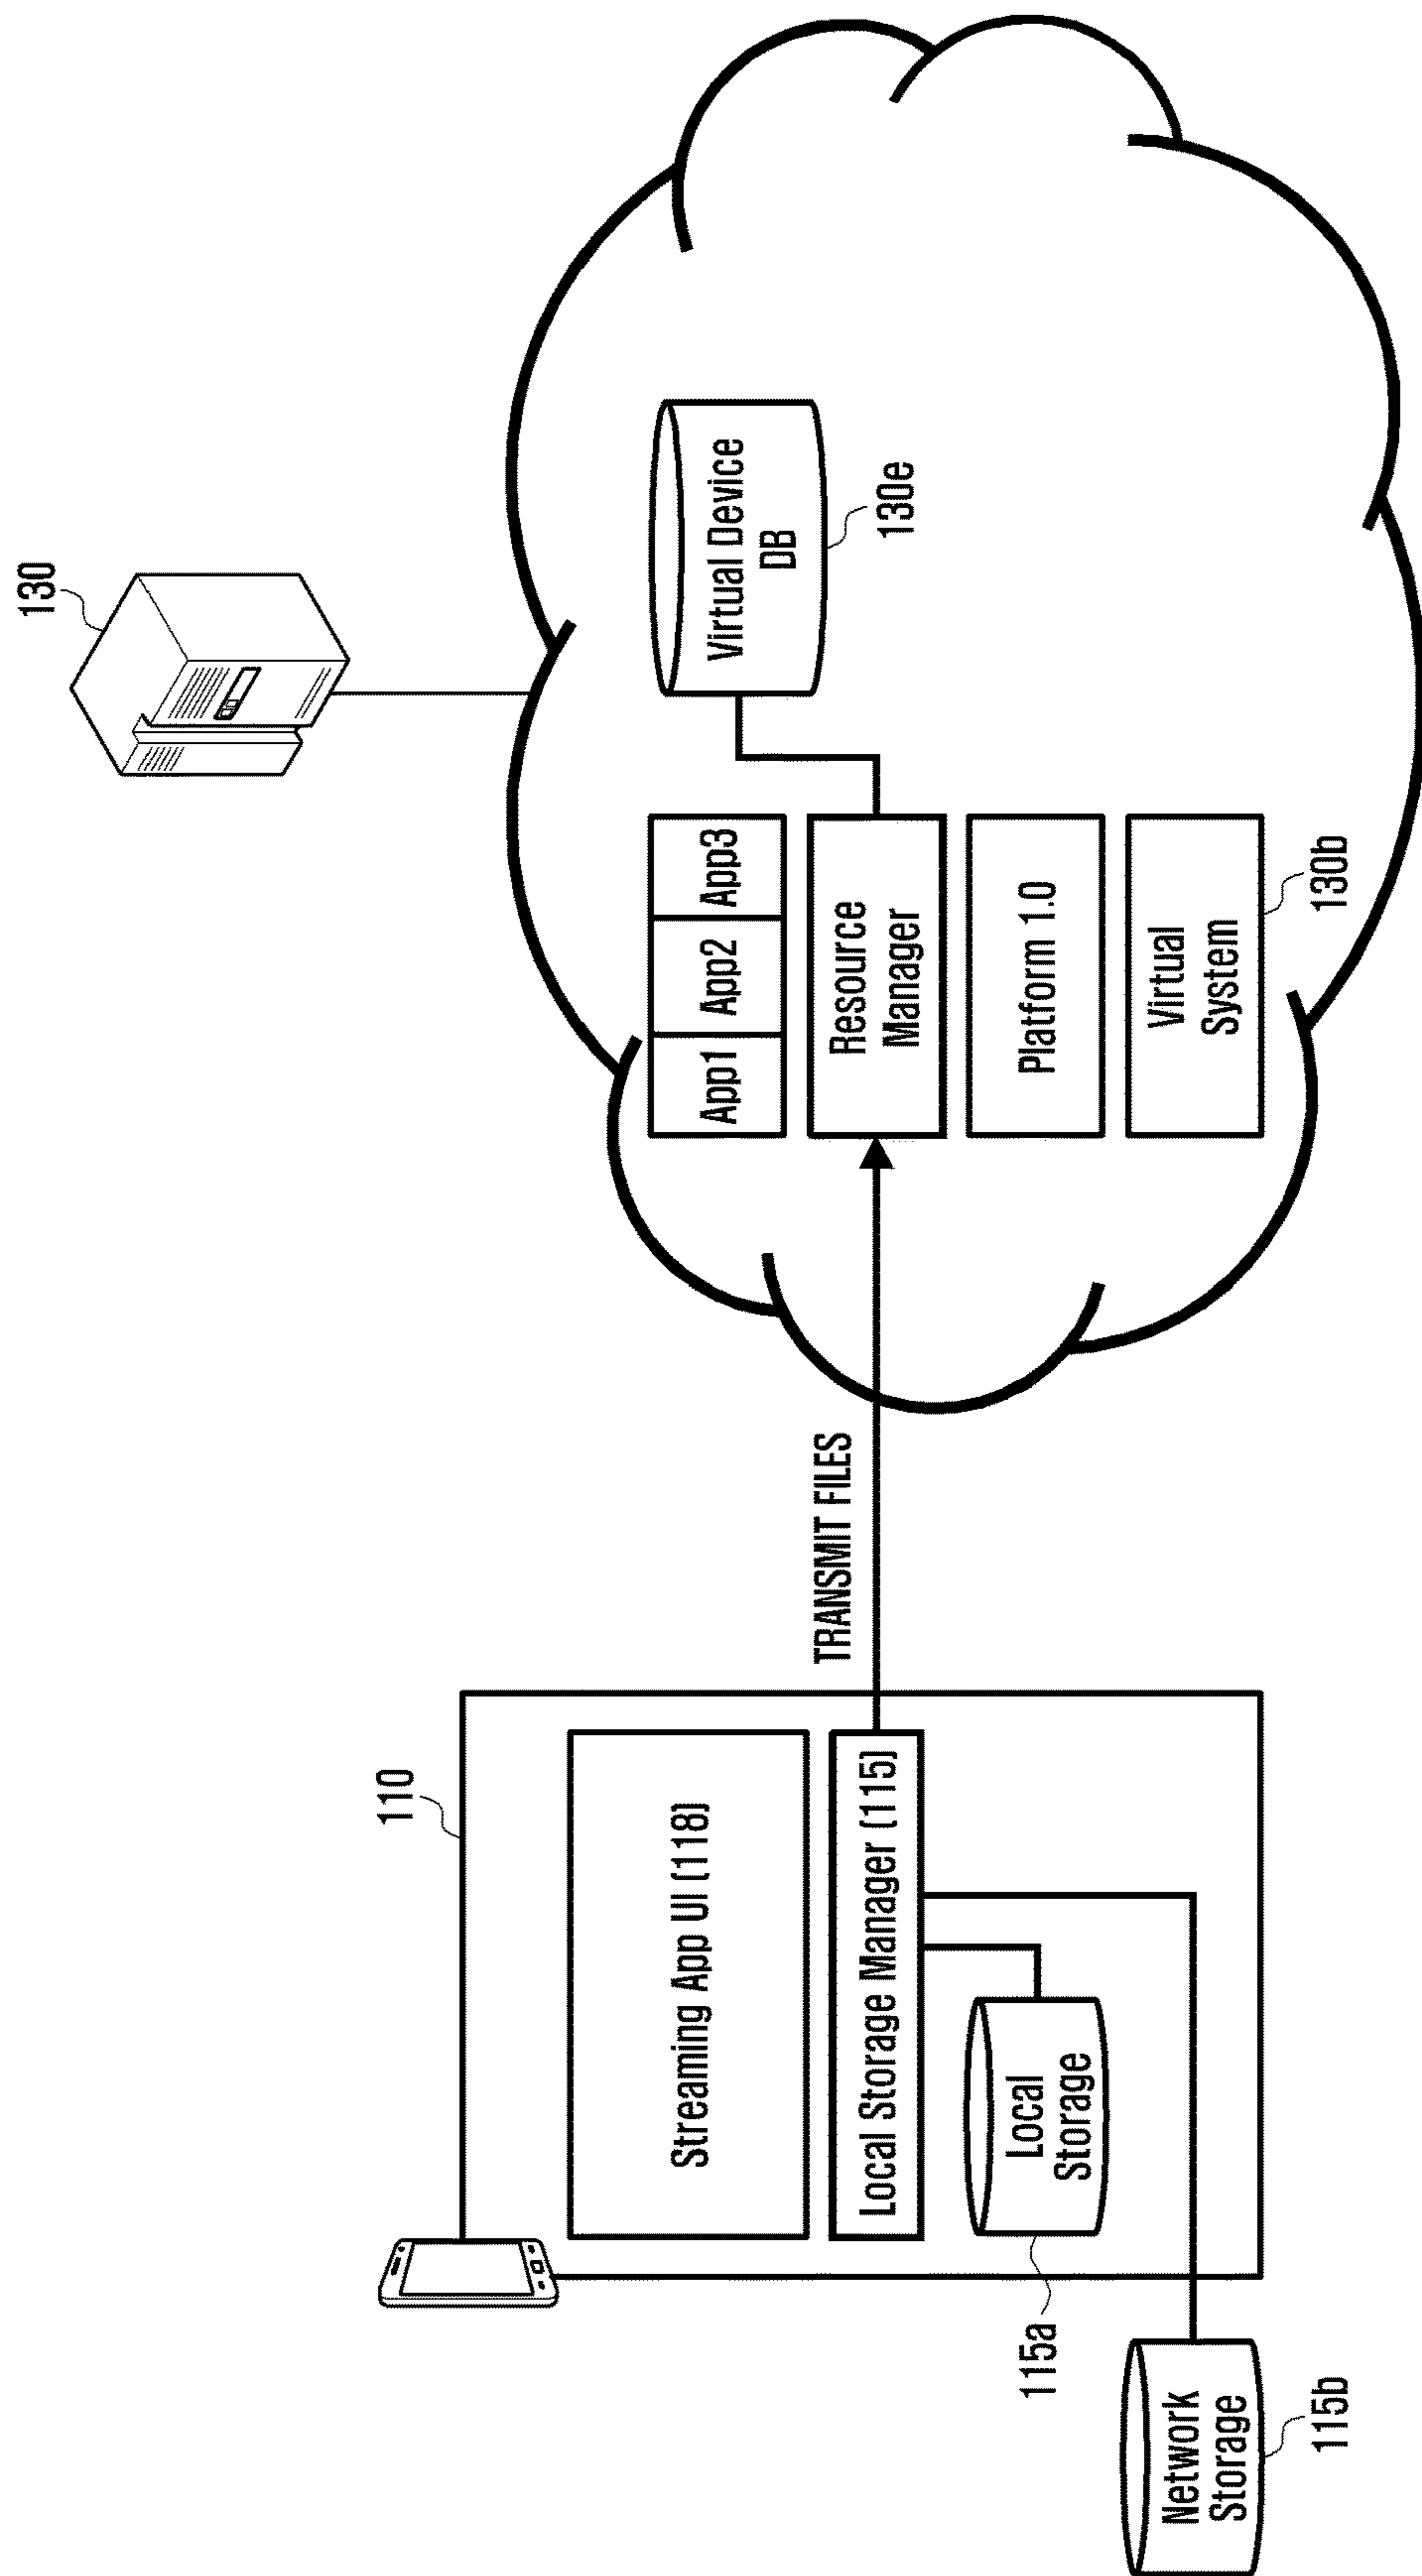 130
110
Streaming App UI (118)
Local Storage Manager (115)
Local
Storage
115a
Network
Storage
115b
TRANSMIT FILES
App1
App2
App3
Resource
Manager
Platform 1.0
Virtual
System
130b
Virtual Device
DB
130e